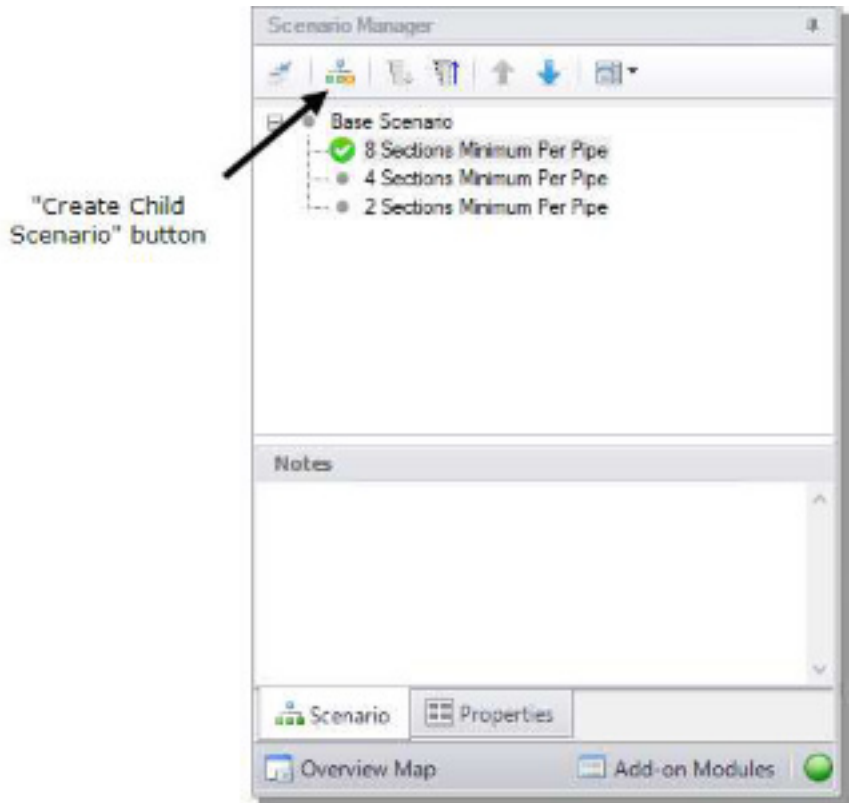 Scenario Manager
"Create Child
Scenario" button
Base Scenario
8 Sections Minimum Per Pipe
4 Sections Minimum Per Pipe
2 Sections Minimum Per Pipe
Notes
Scenario
Properties
Overview Map
Add-on Modules